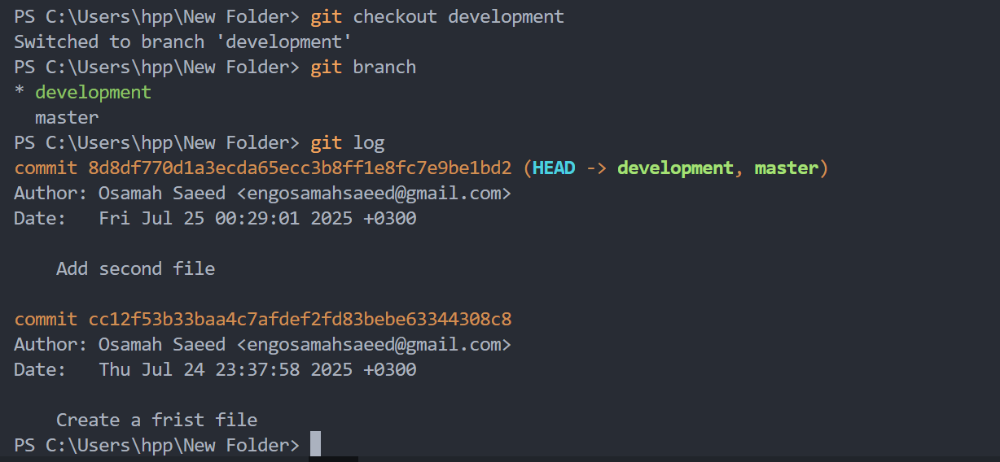 PS C:\Users\hpp\New Folder> git checkout development
Switched to branch 'development'
PS C:\Users\hpp\New Folder> git branch
* development
  master
PS C:\Users\hpp\New Folder> git log
commit 8d8df770d1a3ecda65ecc3b8ff1e8fc7e9be1bd2 (HEAD -> development, master)
Author: Osamah Saeed <engosamahsaeed@gmail.com>
Date:   Fri Jul 25 00:29:01 2025 +0300

    Add second file

commit cc12f53b33baa4c7afdef2fd83bebe63344308c8
Author: Osamah Saeed <engosamahsaeed@gmail.com>
Date:   Thu Jul 24 23:37:58 2025 +0300

    Create a frist file
PS C:\Users\hpp\New Folder>